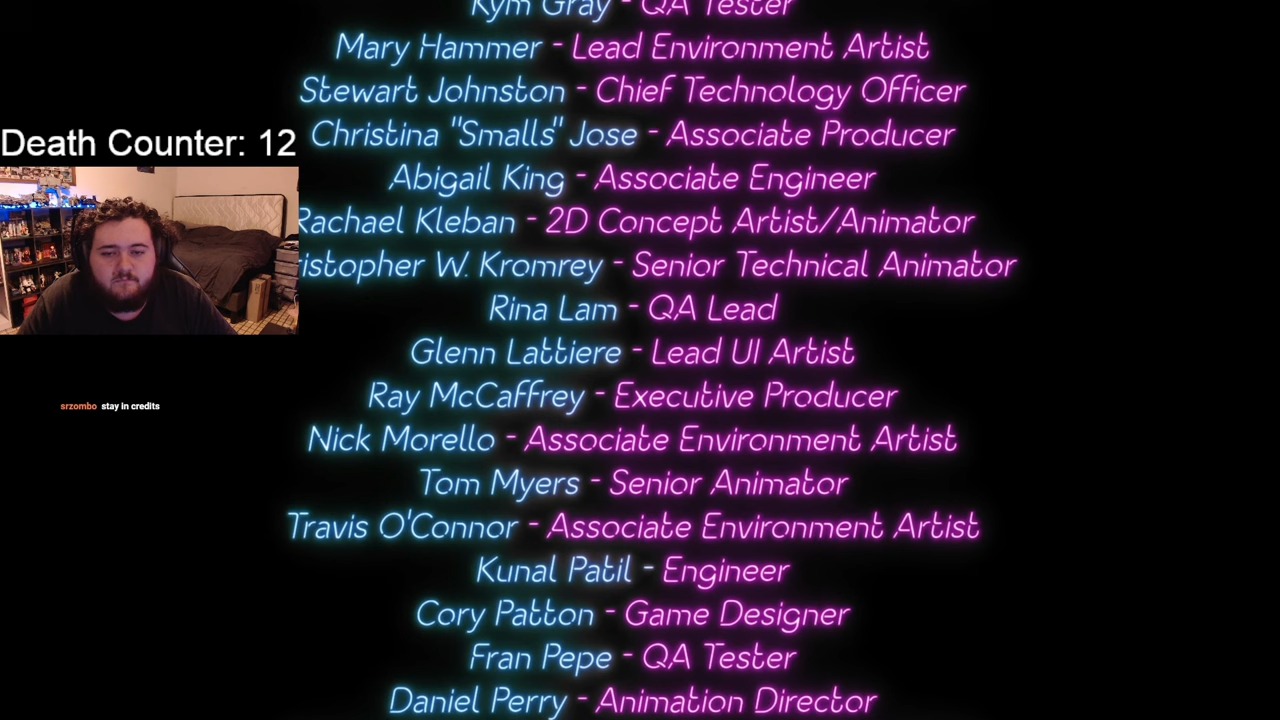 Kym Gray - QA Tester
Mary Hammer - Lead Environment Artist
Stewart Johnston - Chief Technology Officer
Death Counter: 12
Christina "Smalls" Jose - Associate Producer
Abigail King - Associate Engineer
Rachael Kleban - 2D Concept Artist/Animator
istopher W. Kromrey - Senior Technical Animator
Rina Lam - QA Lead
Glenn Lattiere - Lead UI Artist
Ray McCaffrey - Executive Producer
srzombo stay in credits
Nick Morello - Associate Environment Artist
Tom Myers - Senior Animator
Travis O'Connor - Associate Environment Artist
Kunal Patil - Engineer
Cory Patton - Game Designer
Fran Pepe - QA Tester
Daniel Perry - Animation Director